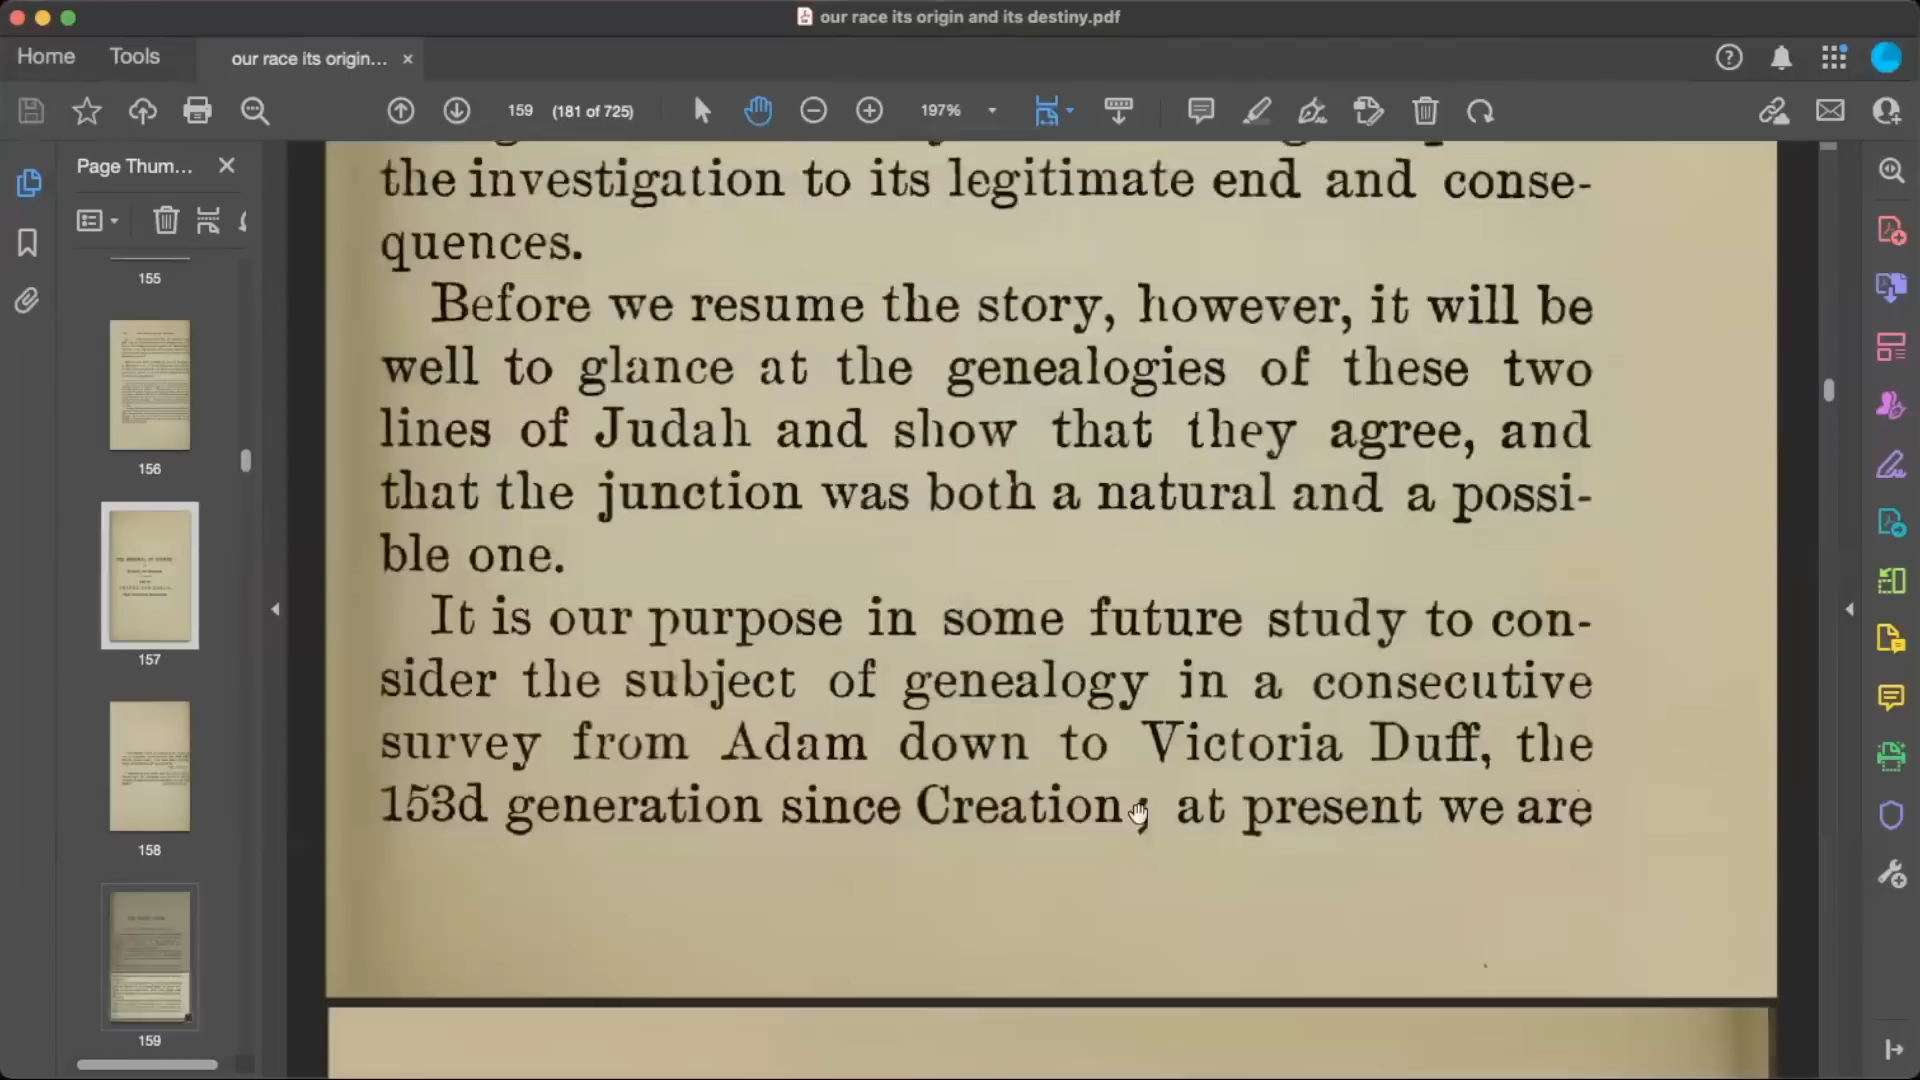 our race its origin and its destiny.pdf
Home Tools our race its origin... ×
159 (181 of 725) 197%
Page Thum...
155
156
157
158
159
the investigation to its legitimate end and conse-
quences.
Before we resume the story, however, it will be
well to glance at the genealogies of these two
lines of Judah and show that they agree, and
that the junction was both a natural and a possi-
ble one.
It is our purpose in some future study to con-
sider the subject of genealogy in a consecutive
survey from Adam down to Victoria Duff, the
153d generation since Creation; at present we are